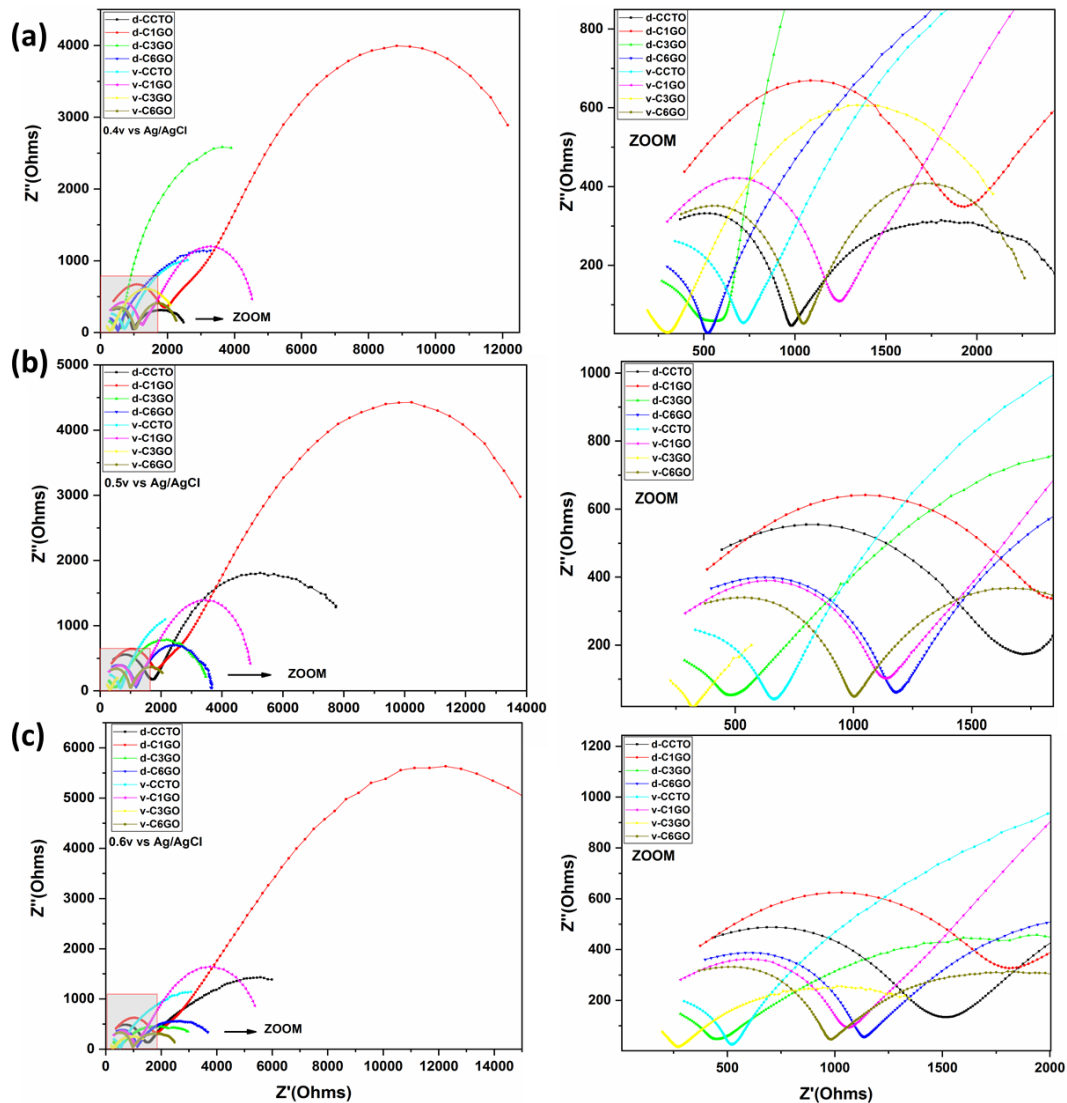 (a)
d-CCTO
d-C1GO
d-C3GO
d-C6GO
v-CCTO
v-C1GO
v-C3GO
v-C6GO
0.4v vs Ag/AgCl
ZOOM
Z''(Ohms)
0
1000
2000
3000
4000
0
2000
4000
6000
8000
10000
12000
d-CCTO
d-C1GO
d-C3GO
d-C6GO
v-CCTO
v-C1GO
v-C3GO
v-C6GO
ZOOM
Z''(Ohms)
200
400
600
800
500
1000
1500
2000
(b)
d-CCTO
d-C1GO
d-C3GO
d-C6GO
v-CCTO
v-C1GO
v-C3GO
v-C6GO
0.5v vs Ag/AgCl
ZOOM
Z''(Ohms)
0
1000
2000
3000
4000
5000
0
2000
4000
6000
8000
10000
12000
14000
d-CCTO
d-C1GO
d-C3GO
d-C6GO
v-CCTO
v-C1GO
v-C3GO
v-C6GO
ZOOM
Z''(Ohms)
200
400
600
800
1000
500
1000
1500
(c)
d-CCTO
d-C1GO
d-C3GO
d-C6GO
v-CCTO
v-C1GO
v-C3GO
v-C6GO
0.6v vs Ag/AgCl
ZOOM
Z''(Ohms)
0
1000
2000
3000
4000
5000
6000
0
2000
4000
6000
8000
10000
12000
14000
Z'(Ohms)
d-CCTO
d-C1GO
d-C3GO
d-C6GO
v-CCTO
v-C1GO
v-C3GO
v-C6GO
ZOOM
Z''(Ohms)
200
400
600
800
1000
1200
500
1000
1500
2000
Z'(Ohms)